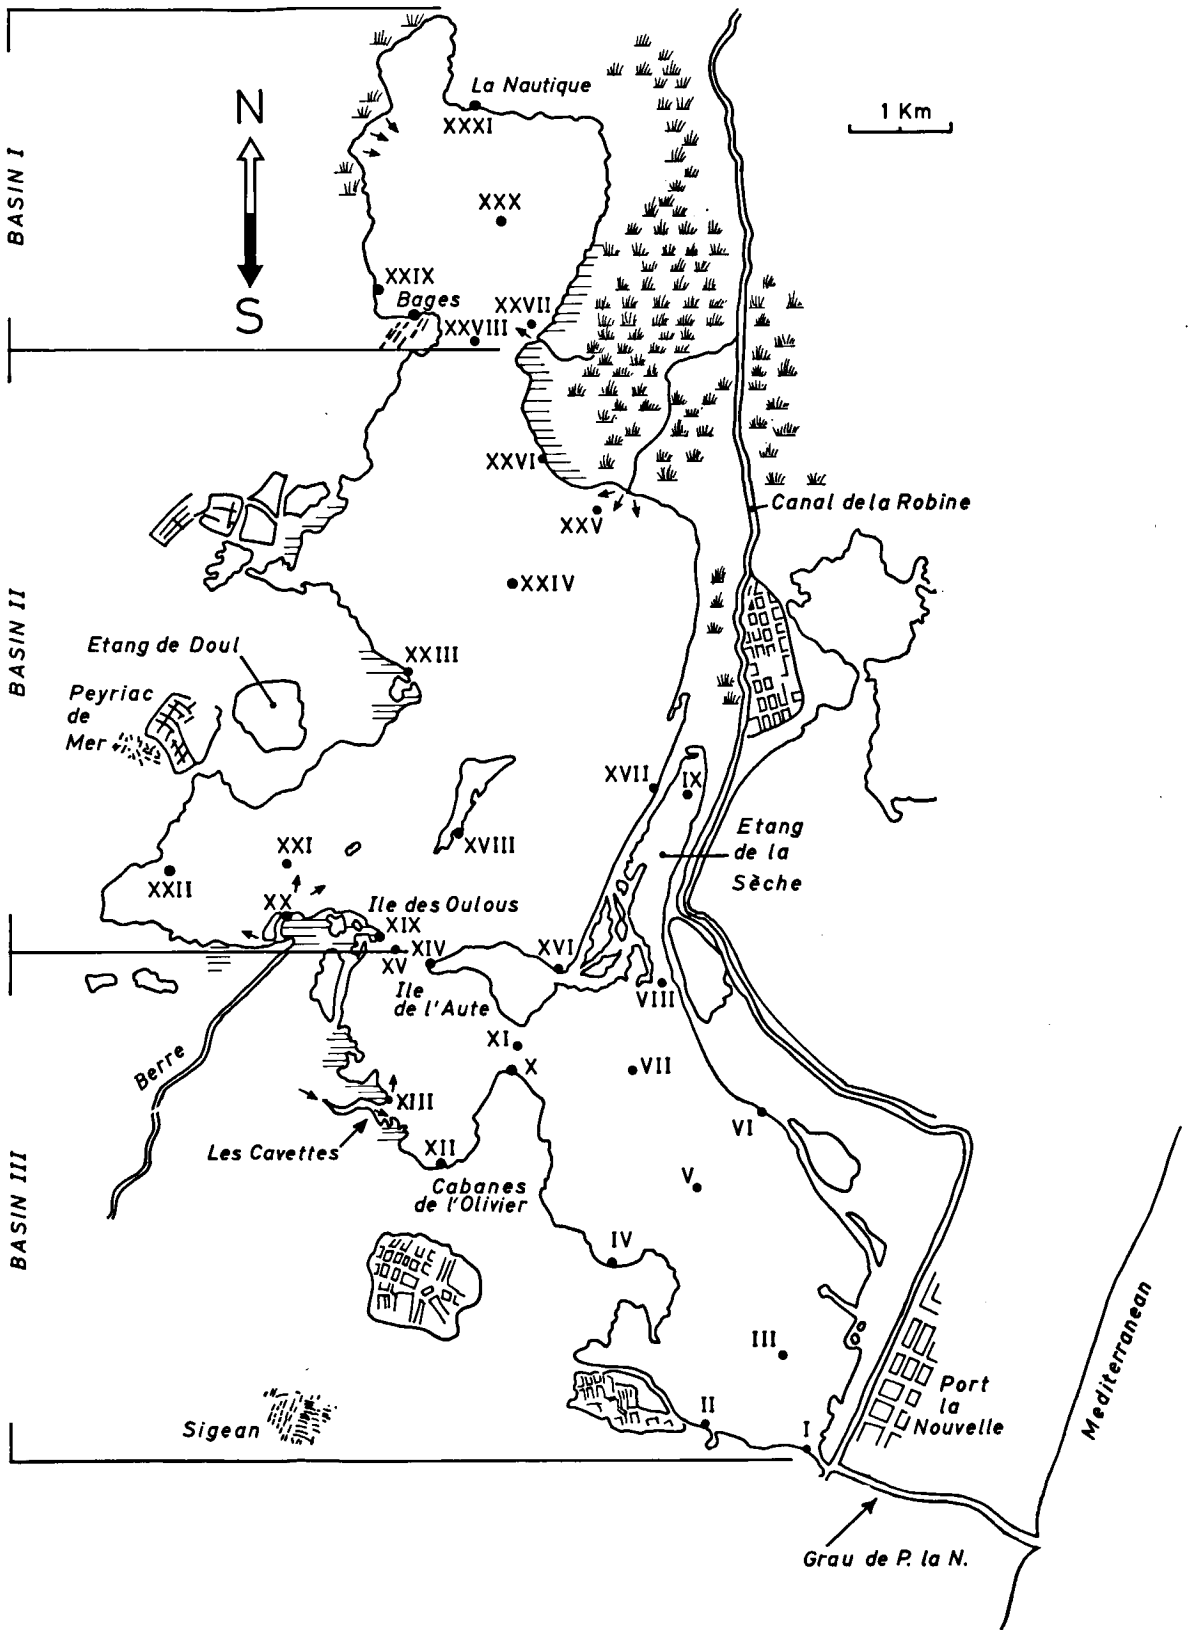 La Nautique
XXXI
1 Km
N
S
BASIN I
XXX
XXIX
Bages
XXVII
XXVIII
XXVI
XXV
Canal de la Robine
XXIV
BASIN II
Etang de Doul
XXIII
Peyriac
de
Mer
XVII
IX
XVIII
Etang
de la
Sèche
XXI
XXII
XX
Ile des Oulous
XIX
XIV
XV
XVI
Ile
de l'Aute
VIII
XI
X
VII
Berre
XIII
VI
Les Cavettes
XII
Cabanes
de l'Olivier
V
BASIN III
IV
III
Mediterranean
Port
la
Nouvelle
II
I
Sigean
Grau de P. la N.